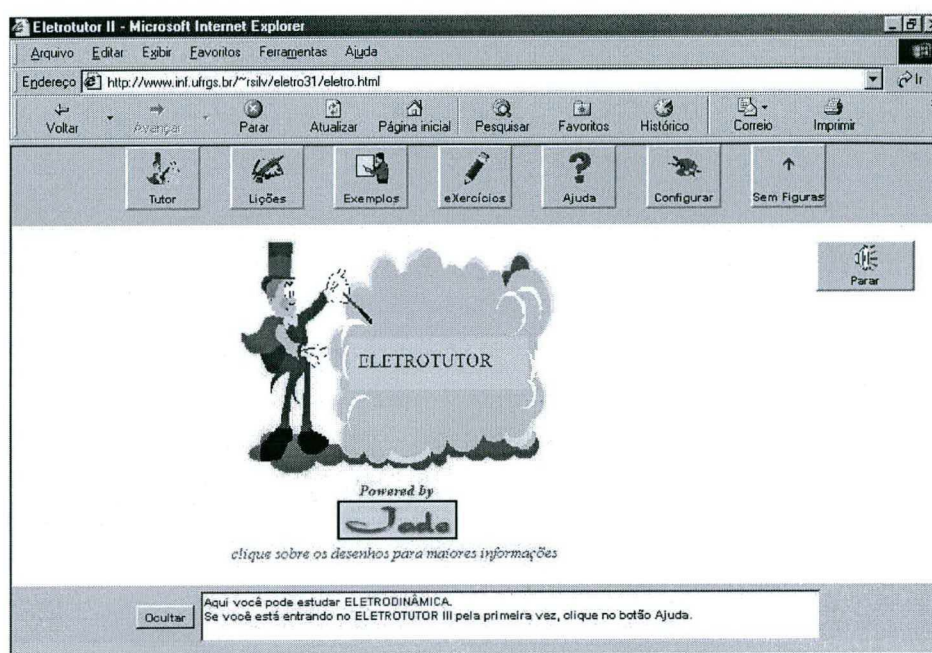 Eletrotutor II - Microsoft Internet Explorer
Arquivo Editar Exibir Favoritos Ferramentas Ajuda
Endereço http://www.inf.ufrgs.br/~rsilv/eletro31/eletro.html Ir
Voltar Avançar Parar Atualizar Página inicial Pesquisar Favoritos Histórico Correio Imprimir
Tutor Lições Exemplos eXercícios Ajuda Configurar Sem Figuras
Parar
ELETROTUTOR
Powered by
Jade
clique sobre os desenhos para maiores informações
Aqui você pode estudar ELETRODINÂMICA.
Ocultar Se você está entrando no ELETROTUTOR III pela primeira vez, clique no botão Ajuda.